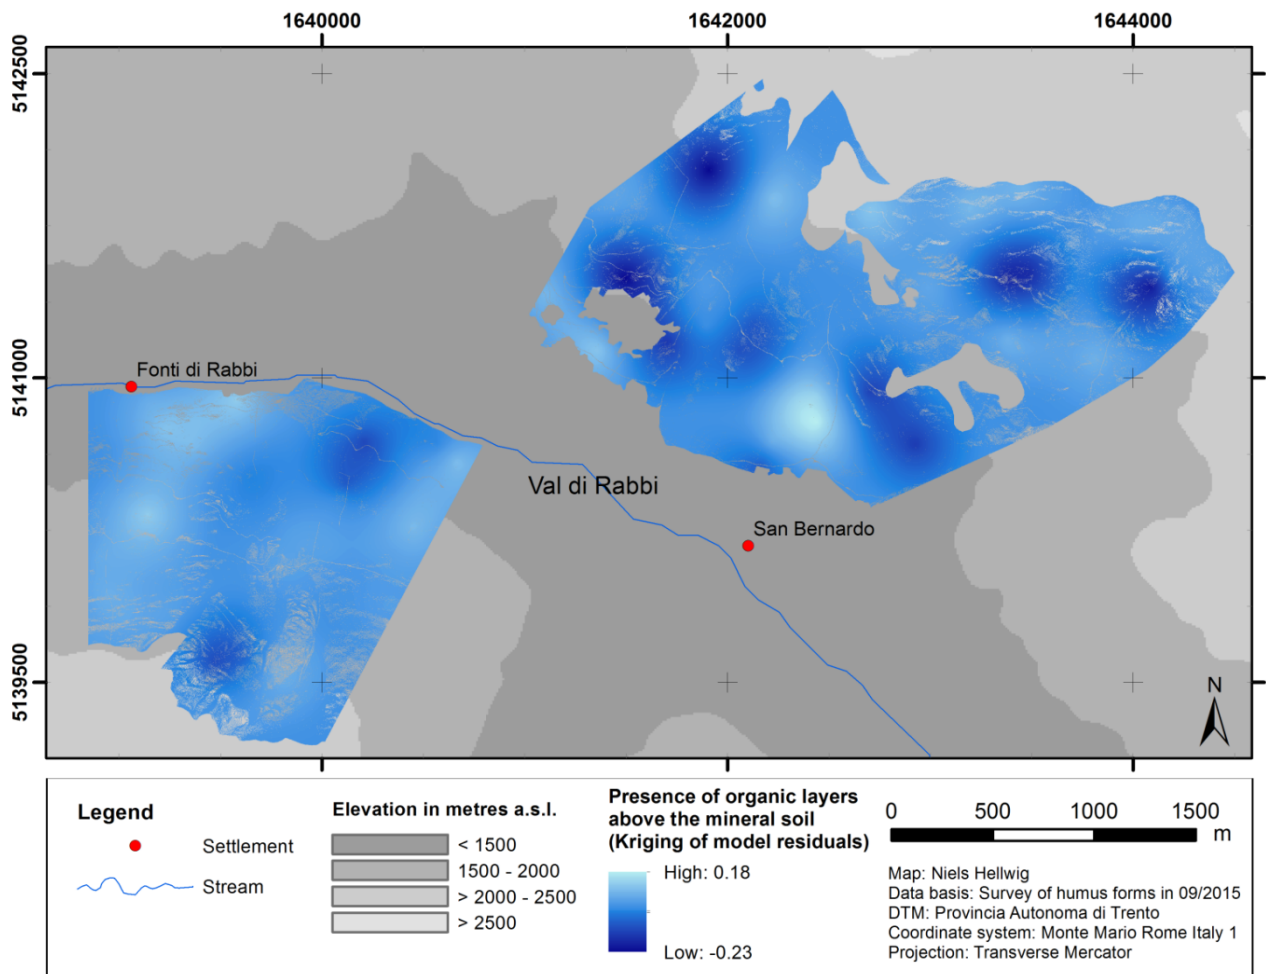 1640000
1642000
1644000
5142500
5141000
5139500
Fonti di Rabbi
Val di Rabbi
San Bernardo
N
Legend
Settlement
Stream
Elevation in metres a.s.l.
< 1500
1500 - 2000
> 2000 - 2500
> 2500
Presence of organic layers
above the mineral soil
(Kriging of model residuals)
High: 0.18
Low: -0.23
0 500 1000 1500
m
Map: Niels Hellwig
Data basis: Survey of humus forms in 09/2015
DTM: Provincia Autonoma di Trento
Coordinate system: Monte Mario Rome Italy 1
Projection: Transverse Mercator